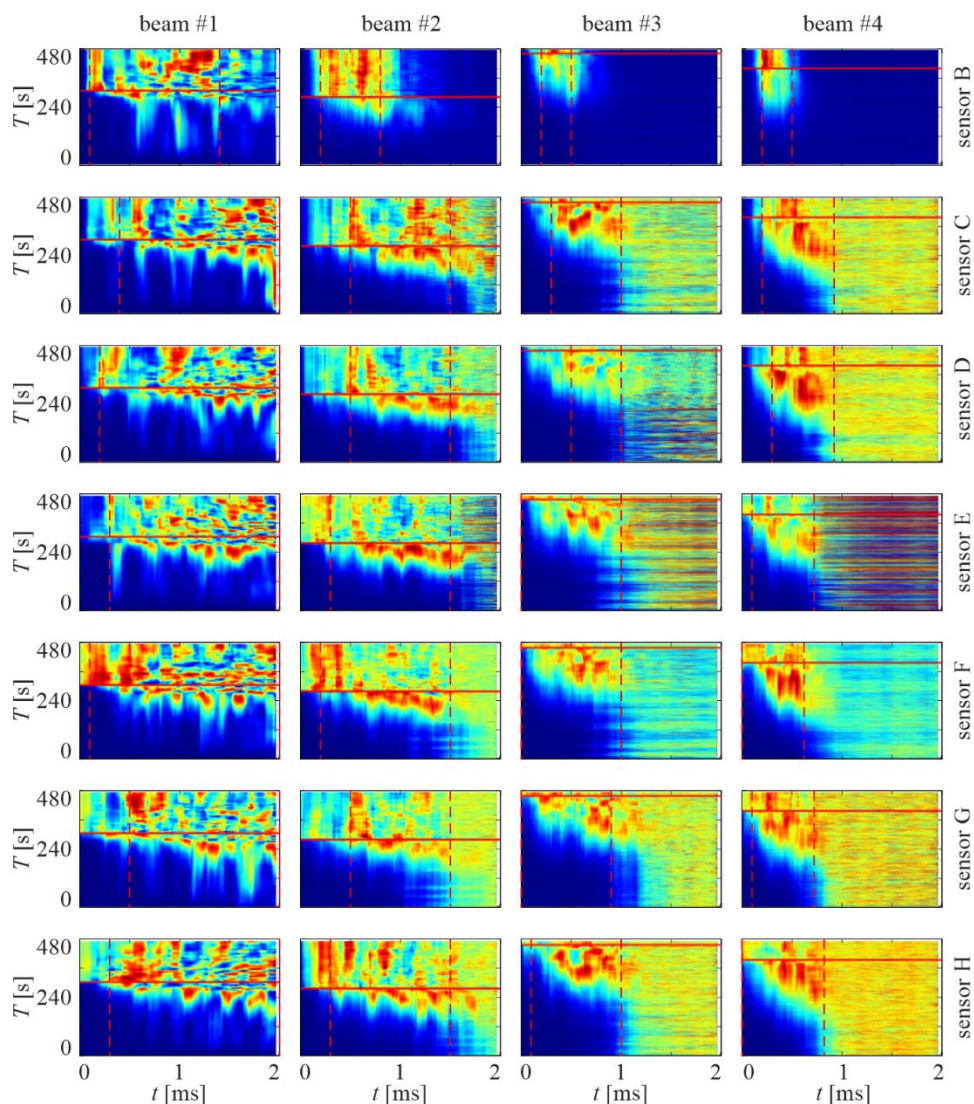 beam #1 beam #2 beam #3 beam #4
480
240
0
T [s]
sensor B
480
240
0
T [s]
sensor C
480
240
0
T [s]
sensor D
480
240
0
T [s]
sensor E
480
240
0
T [s]
sensor F
480
240
0
T [s]
sensor G
480
240
0
T [s]
sensor H
0 1 2 0 1 2 0 1 2 0 1 2
t [ms] t [ms] t [ms] t [ms]